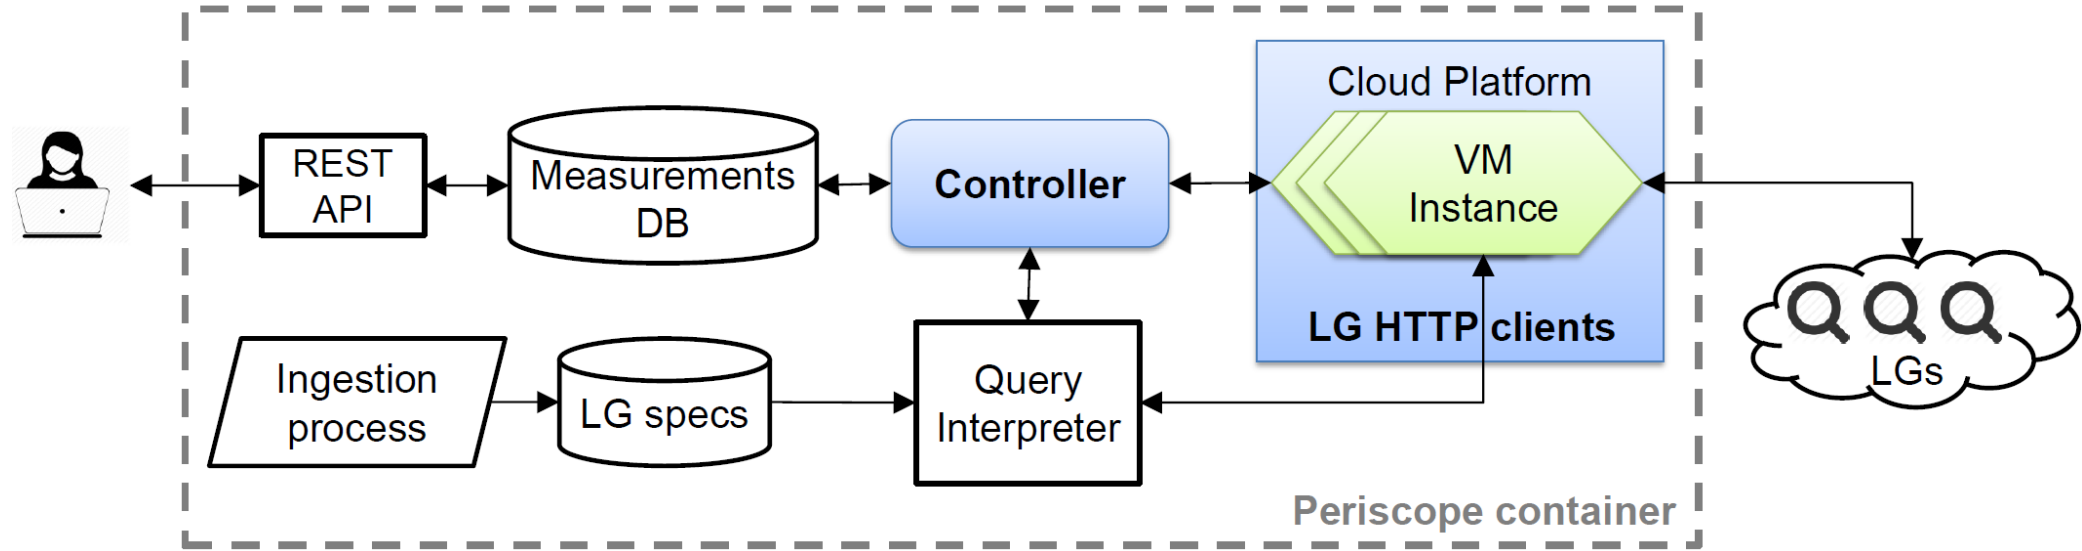 Cloud Platform
REST
API
Measurements
DB
Controller
VM
Instance
LG HTTP clients
Ingestion
process
LG specs
Query
Interpreter
LGs
Periscope container